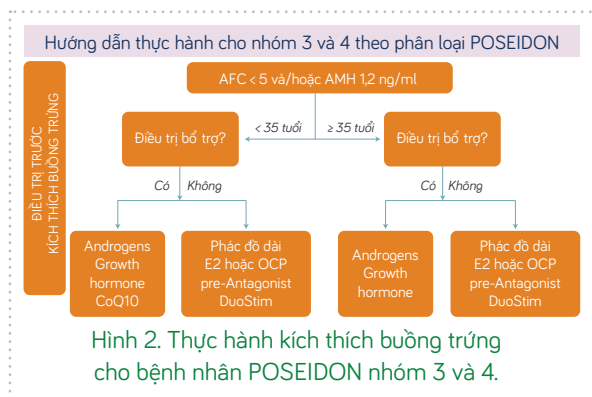 Hướng dẫn thực hành cho nhóm 3 và 4 theo phân loại POSEIDON
ĐIỀU TRỊ TRƯỚC
KÍCH THÍCH BUỒNG TRỨNG
AFC < 5 và/hoặc AMH 1,2 ng/ml
< 35 tuổi
≥ 35 tuổi
Điều trị bổ trợ?
Điều trị bổ trợ?
Có
Không
Có
Không
Androgens
Growth
hormone
CoQ10
Phác đồ dài
E2 hoặc OCP
pre-Antagonist
DuoStim
Androgens
Growth
hormone
Phác đồ dài
E2 hoặc OCP
pre-Antagonist
DuoStim
Hình 2. Thực hành kích thích buồng trứng
cho bệnh nhân POSEIDON nhóm 3 và 4.